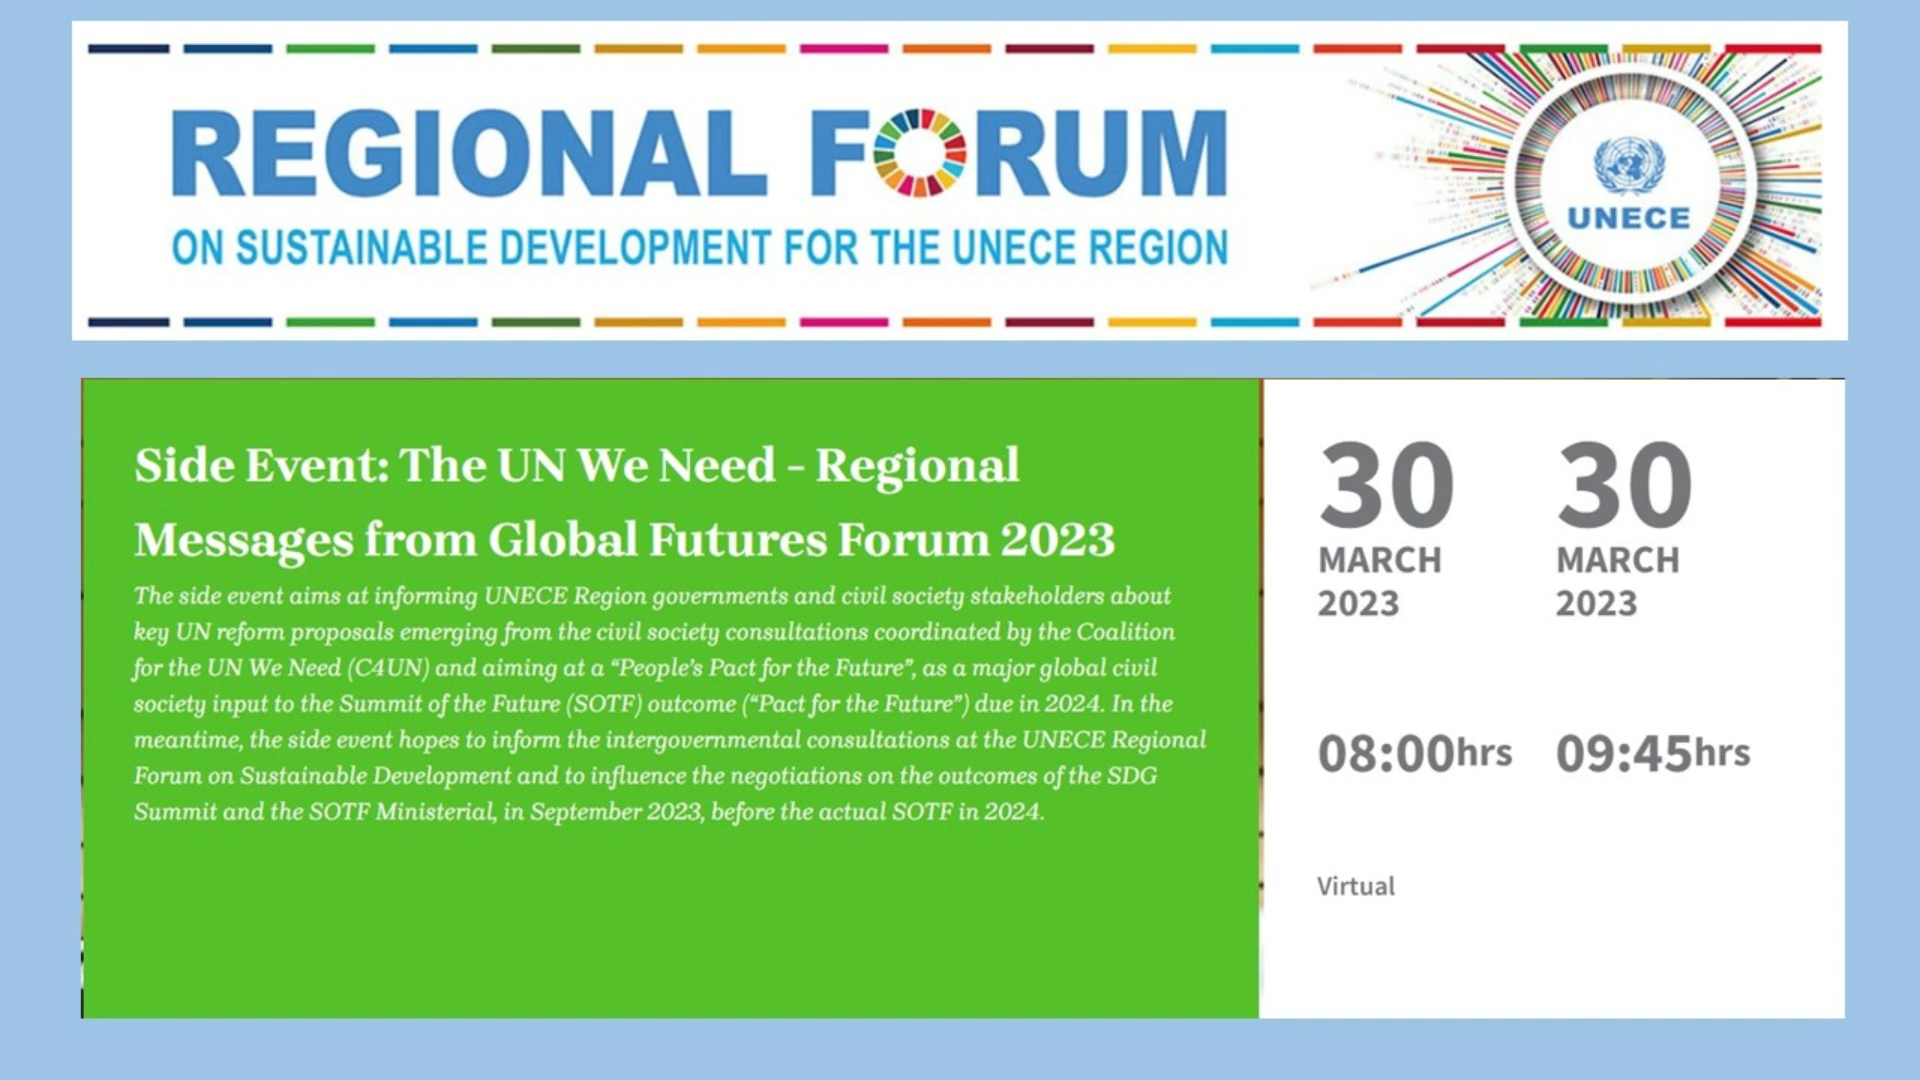 REGIONAL FORUM
ON SUSTAINABLE DEVELOPMENT FOR THE UNECE REGION
UNECE
Side Event: The UN We Need - Regional
Messages from Global Futures Forum 2023
The side event aims at informing UNECE Region governments and civil society stakeholders about
key UN reform proposals emerging from the civil society consultations coordinated by the Coalition
for the UN We Need (C4UN) and aiming at a “People’s Pact for the Future”, as a major global civil
society input to the Summit of the Future (SOTF) outcome (“Pact for the Future”) due in 2024. In the
meantime, the side event hopes to inform the intergovernmental consultations at the UNECE Regional
Forum on Sustainable Development and to influence the negotiations on the outcomes of the SDG
Summit and the SOTF Ministerial, in September 2023, before the actual SOTF in 2024.
30 30
MARCH MARCH
2023 2023
08:00hrs 09:45hrs
Virtual